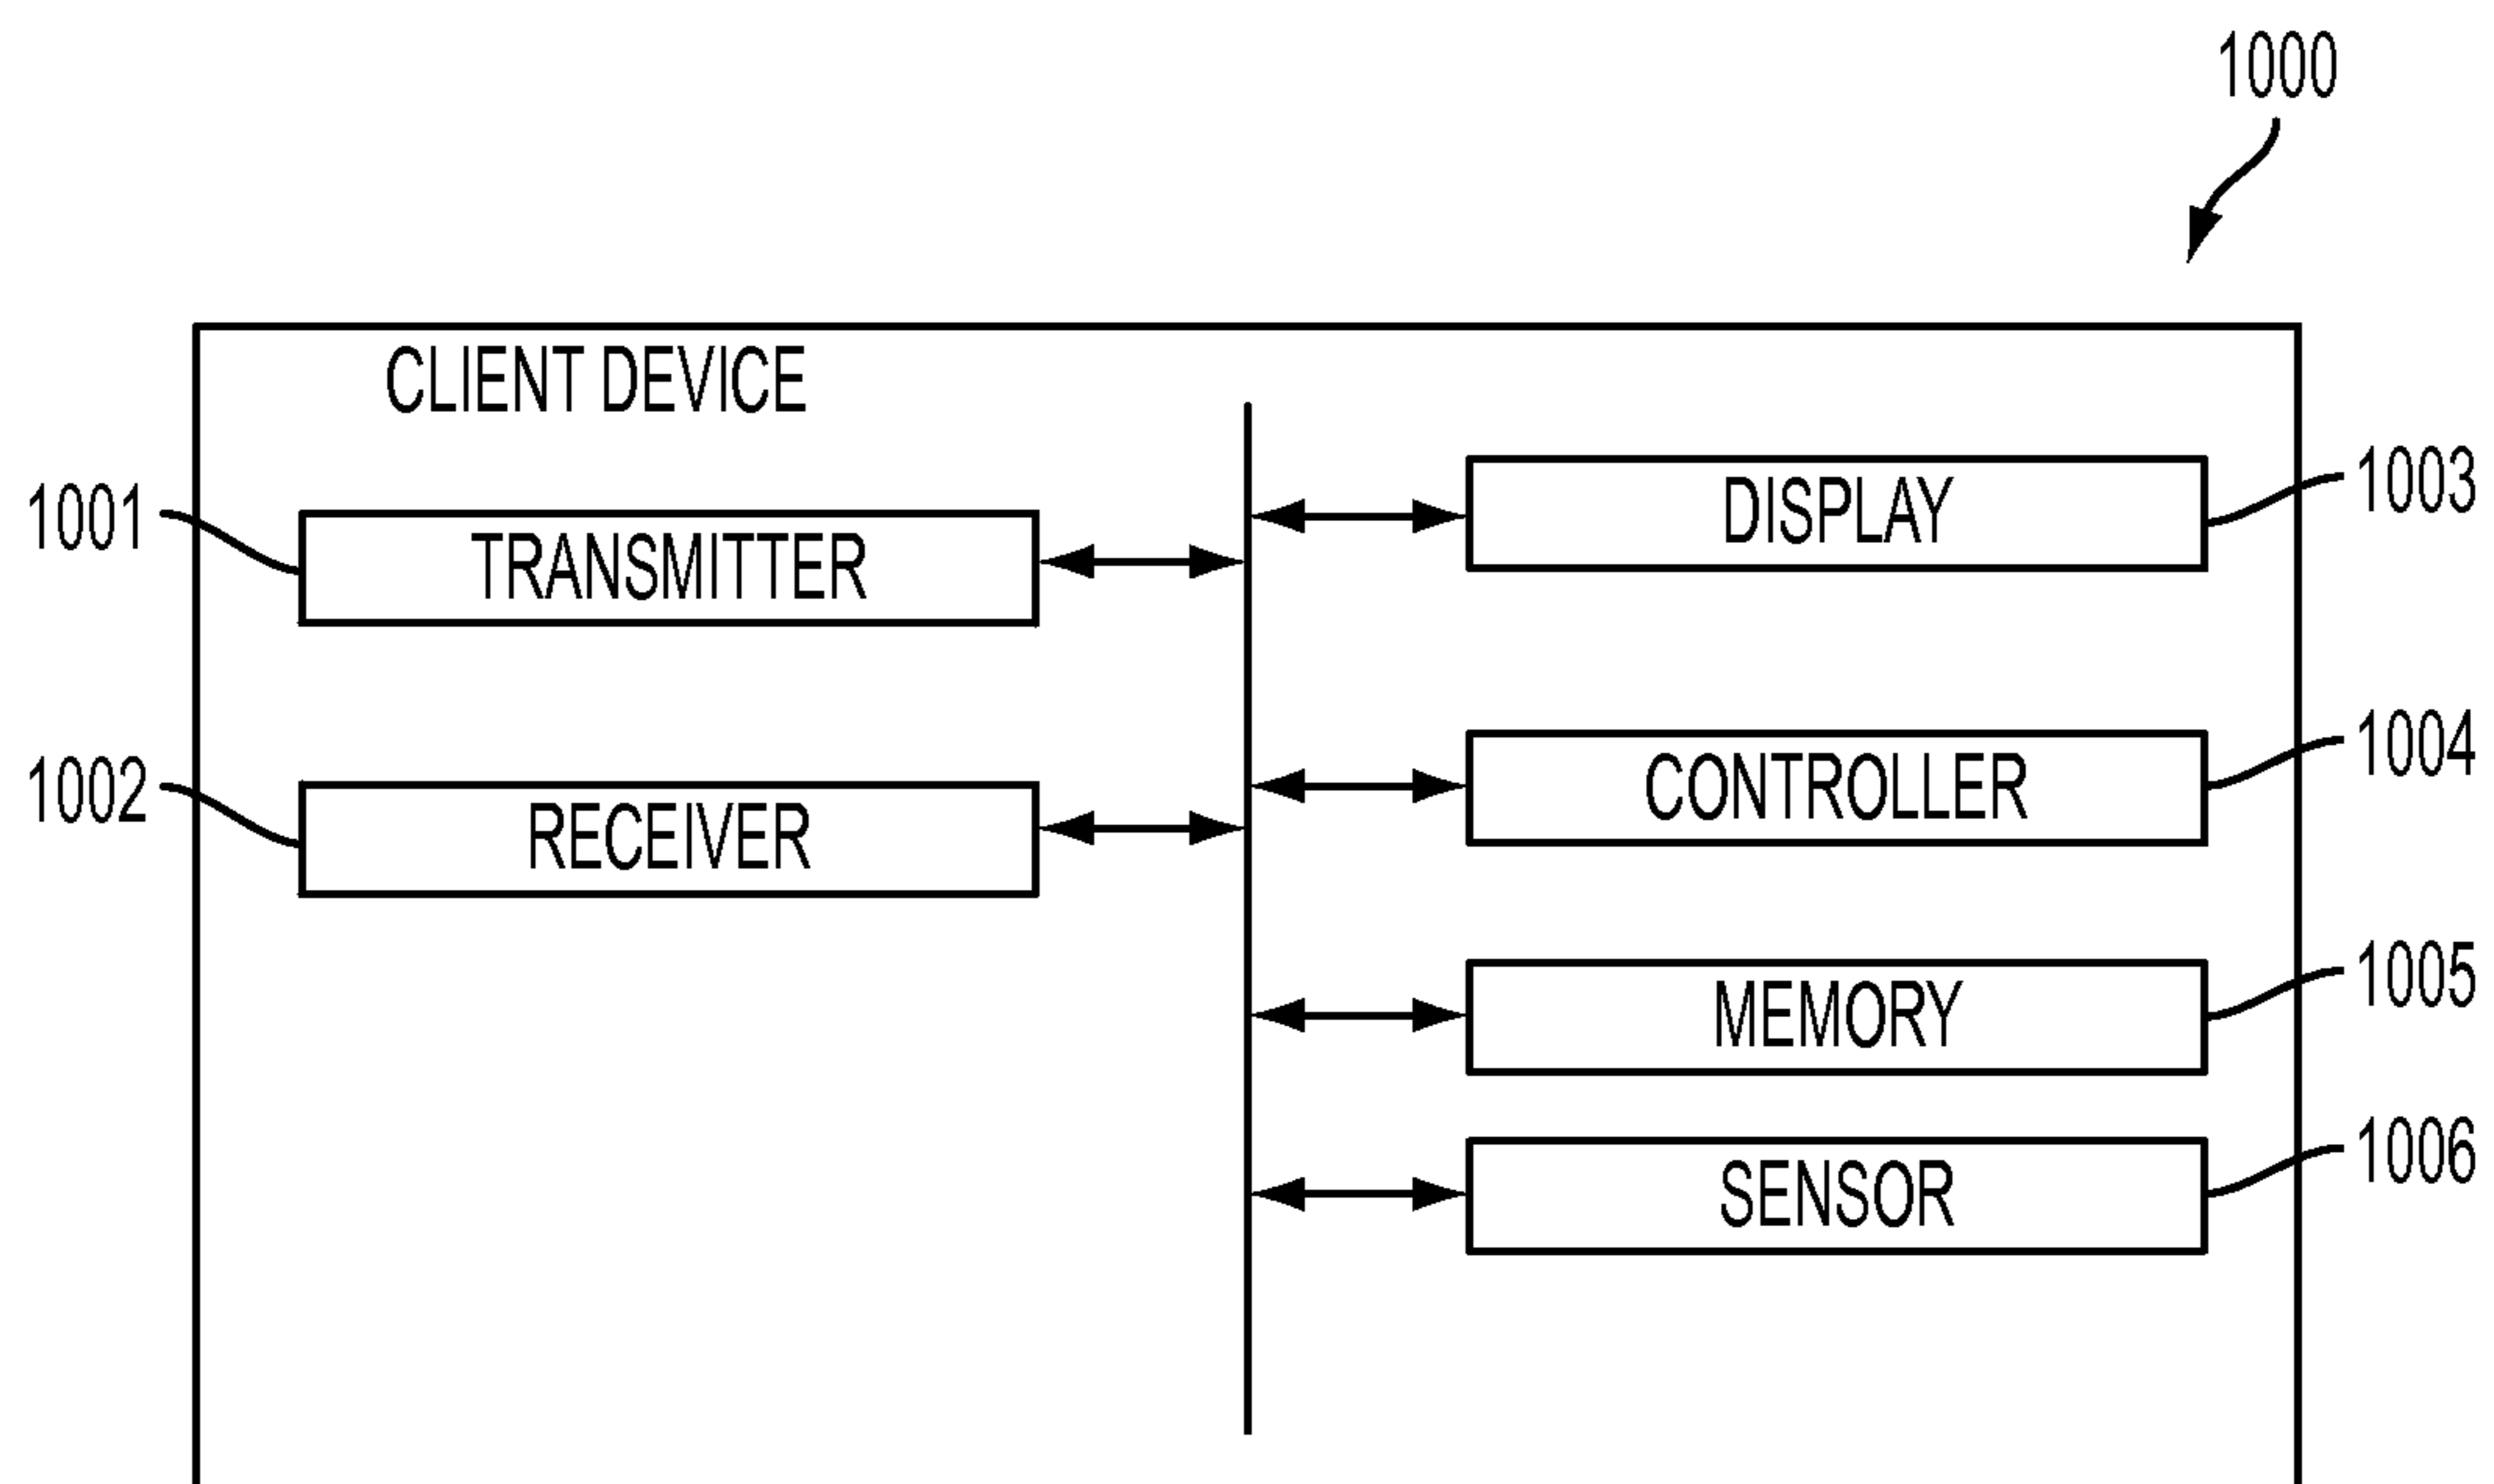 1000
CLIENT DEVICE
1001
TRANSMITTER
1002
RECEIVER
DISPLAY
1003
CONTROLLER
1004
MEMORY
1005
SENSOR
1006